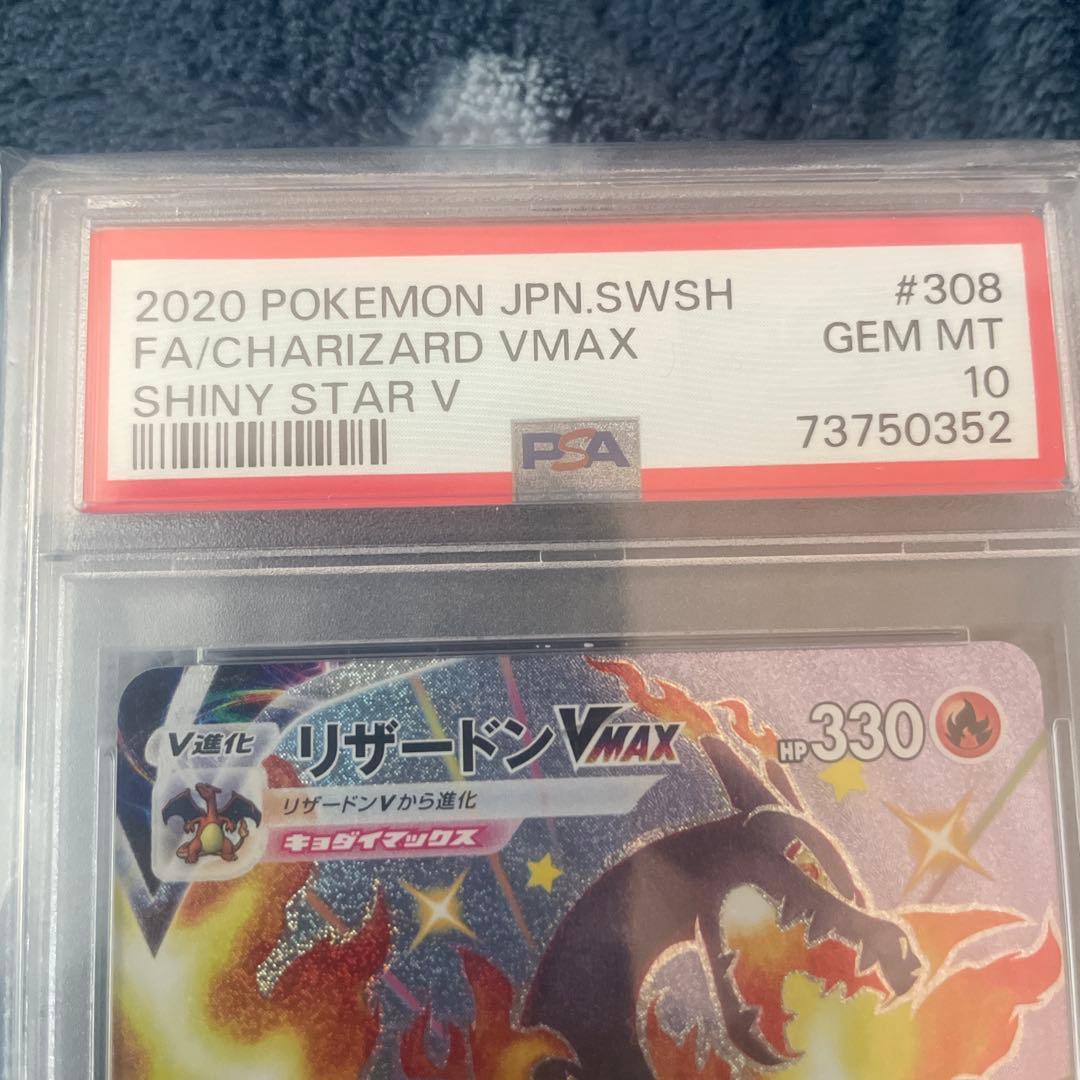 2020 POKEMON JPN.SWSH #308
FA/CHARIZARD VMAX GEM MT
SHINY STAR V 10
73750352
PSA
V進化 リザードンVMAX HP330
リザードンVから進化
キョダイマックス